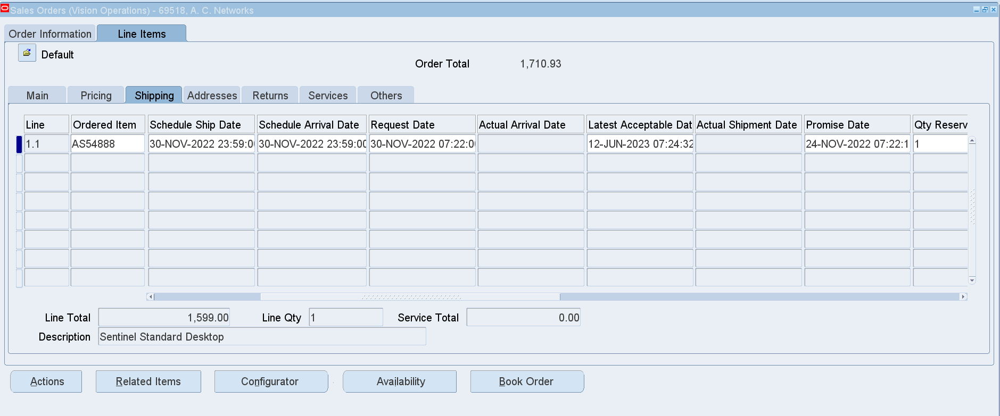 Sales Orders (Vision Operations) - 69518, A. C. Networks
Order Information Line Items
Default
Order Total 1,710.93
Main Pricing Shipping Addresses Returns Services Others
Line Ordered Item Schedule Ship Date Schedule Arrival Date Request Date Actual Arrival Date Latest Acceptable Dat Actual Shipment Date Promise Date Qty Reserv
1.1 AS54888 30-NOV-2022 23:59:0 30-NOV-2022 23:59:00 30-NOV-2022 07:22:0 12-JUN-2023 07:24:32 24-NOV-2022 07:22:1 1
Line Total 1,599.00 Line Qty 1 Service Total 0.00
Description Sentinel Standard Desktop
Actions Related Items Configurator Availability Book Order